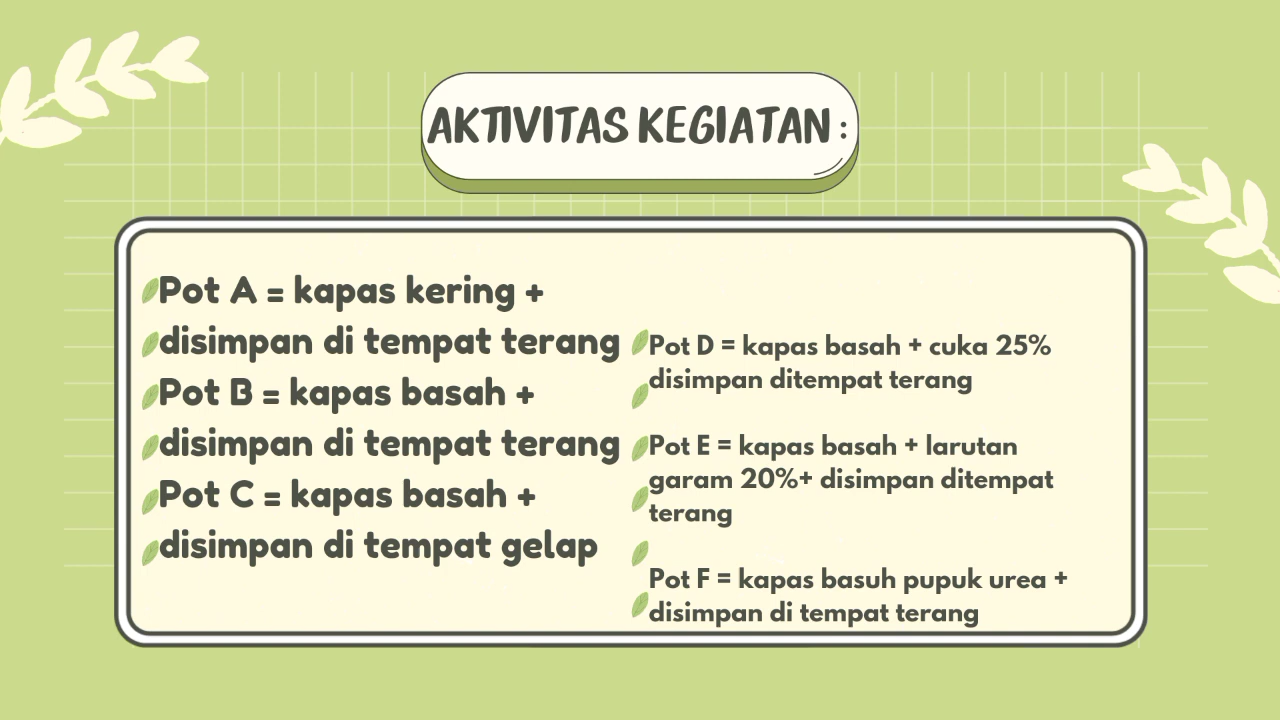 AKTIVITAS KEGIATAN :
Pot A = kapas kering +
disimpan di tempat terang
Pot B = kapas basah +
disimpan di tempat terang
Pot C = kapas basah +
disimpan di tempat gelap
Pot D = kapas basah + cuka 25%
disimpan ditempat terang
Pot E = kapas basah + larutan
garam 20%+ disimpan ditempat
terang
Pot F = kapas basuh pupuk urea +
disimpan di tempat terang